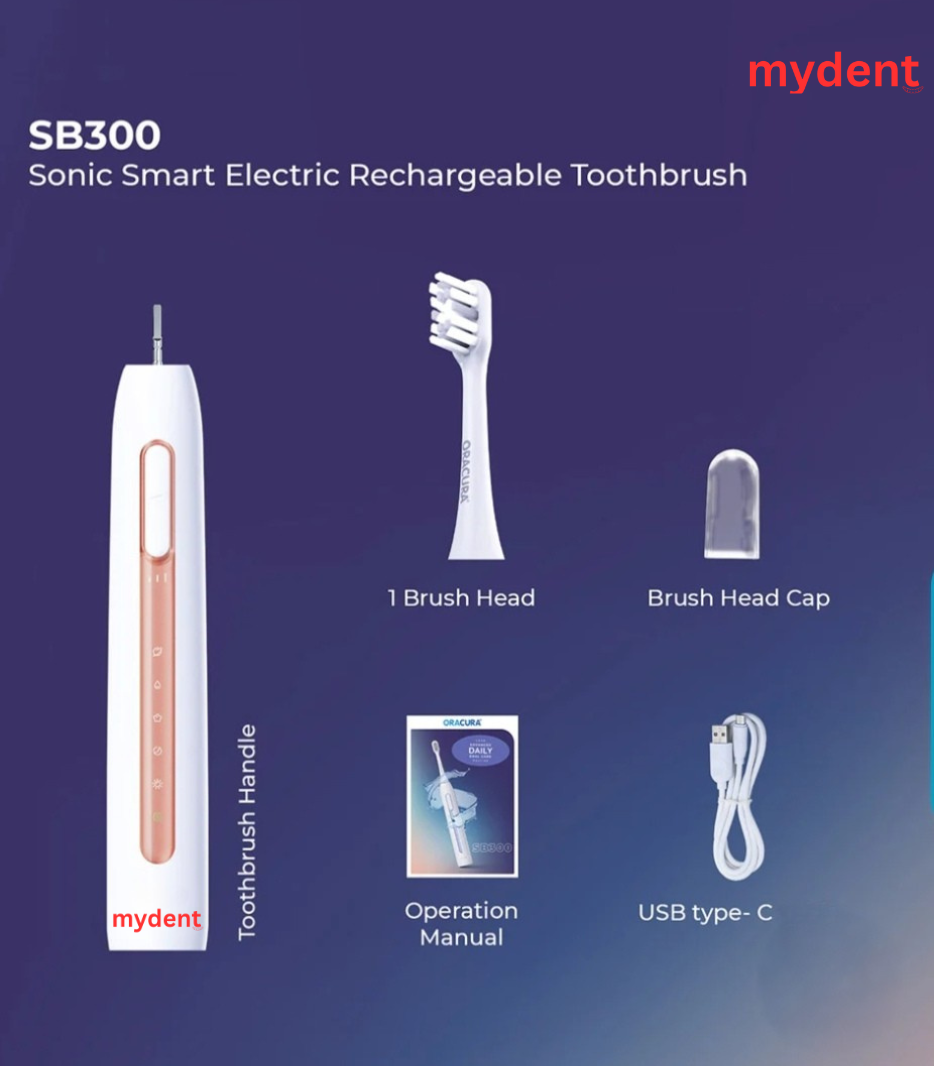 mydent
SB300
Sonic Smart Electric Rechargeable Toothbrush
ORACURA
1 Brush Head
Brush Head Cap
Toothbrush Handle
mydent
ORACURA
DAILY
SB300
Operation
Manual
USB type- C